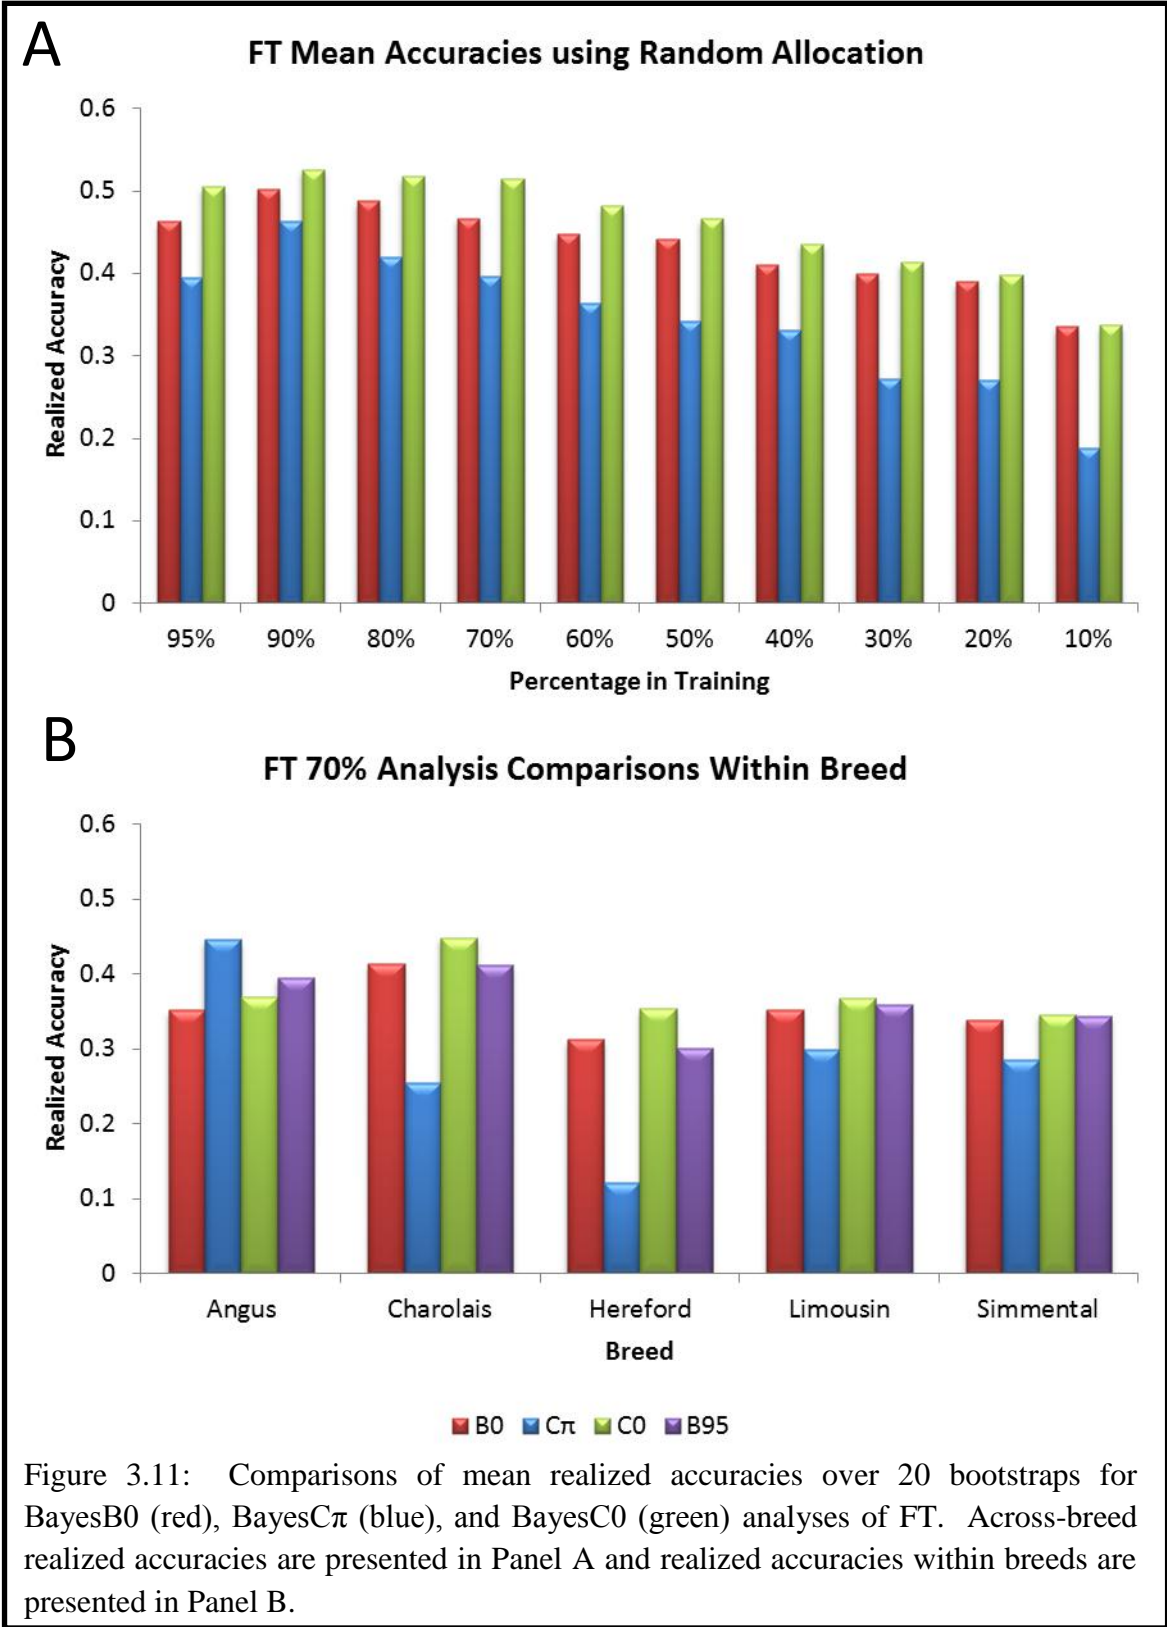 A
FT Mean Accuracies using Random Allocation
0.6
0.5
0.4
0.3
0.2
0.1
0
Realized Accuracy
95% 90% 80% 70% 60% 50% 40% 30% 20% 10%
Percentage in Training
B
FT 70% Analysis Comparisons Within Breed
0.6
0.5
0.4
0.3
0.2
0.1
0
Realized Accuracy
Angus Charolais Hereford Limousin Simmental
Breed
B0 Cπ C0 B95
Figure 3.11: Comparisons of mean realized accuracies over 20 bootstraps for
BayesB0 (red), BayesCπ (blue), and BayesC0 (green) analyses of FT. Across-breed
realized accuracies are presented in Panel A and realized accuracies within breeds are
presented in Panel B.